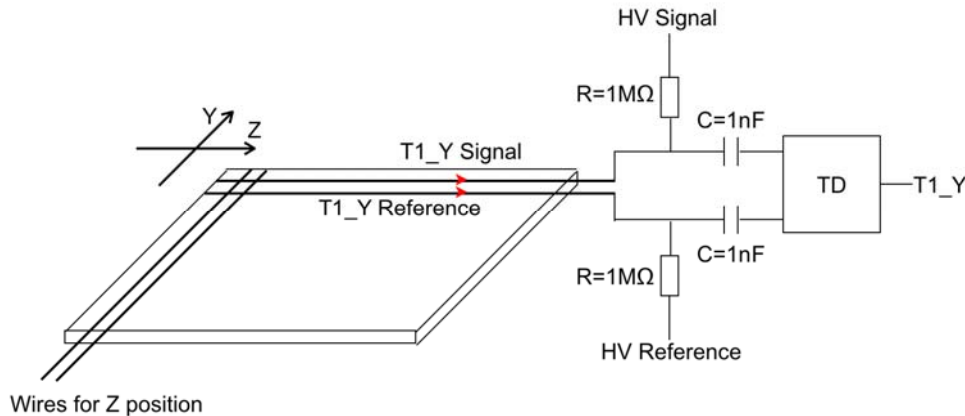 HV Signal
R=1MΩ
C=1nF
Y
Z
T1_Y Signal
TD
T1_Y
T1_Y Reference
C=1nF
R=1MΩ
HV Reference
Wires for Z position